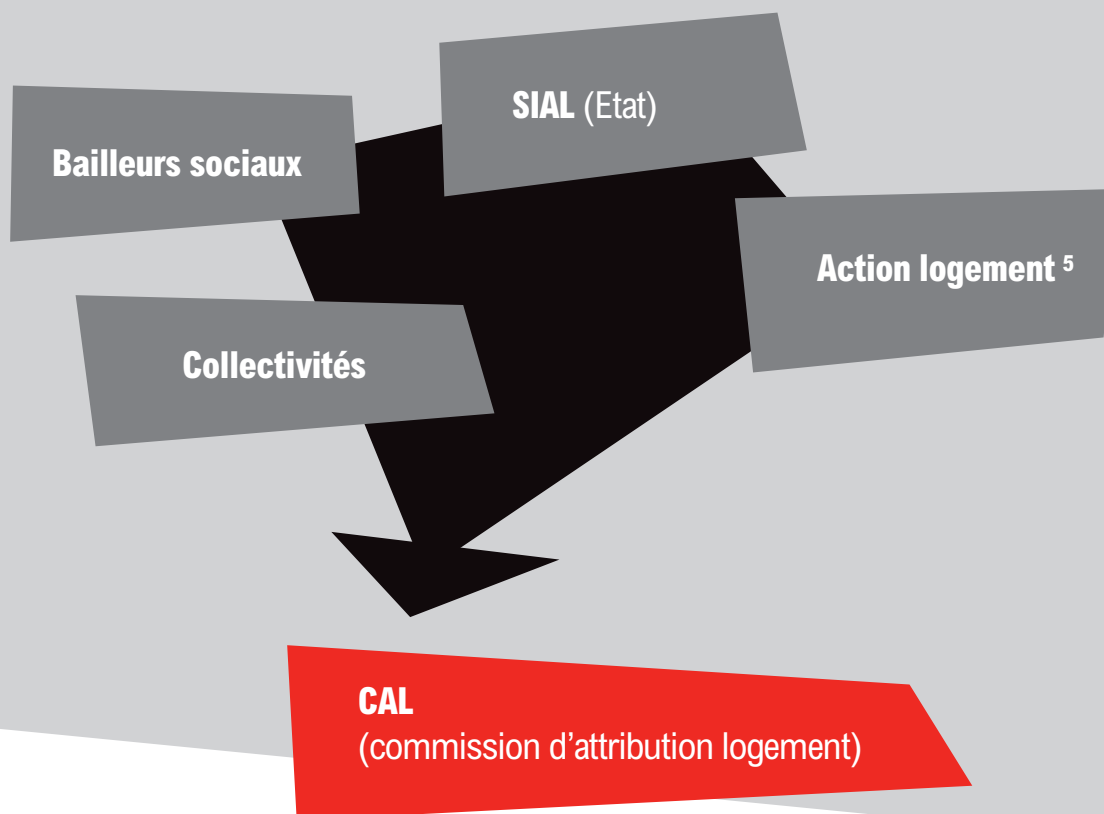 SIAL (Etat)
Bailleurs sociaux
Action logement ⁵
Collectivités
CAL
(commission d'attribution logement)